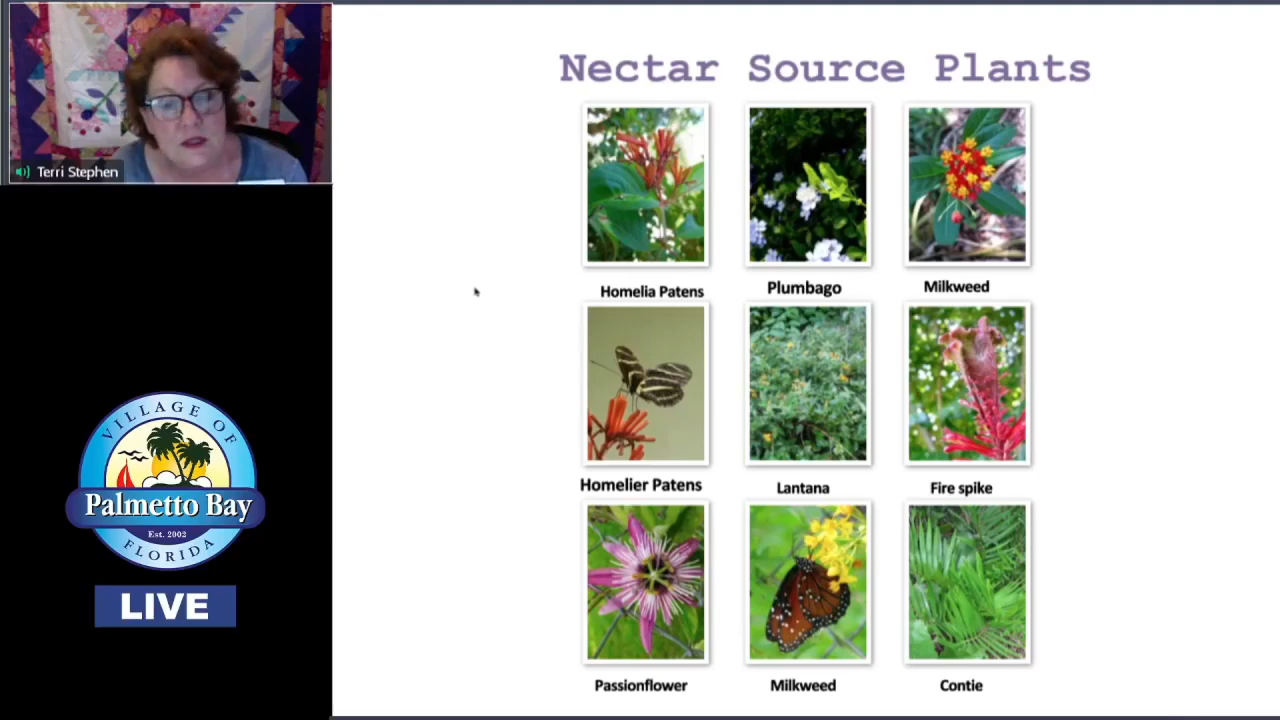 Nectar Source Plants
Terri Stephen
Homelia Patens
Plumbago
Milkweed
Homelier Patens
Lantana
Fire spike
Passionflower
Milkweed
Contie
VILLAGE OF
Palmetto Bay
Est. 2002
FLORIDA
LIVE